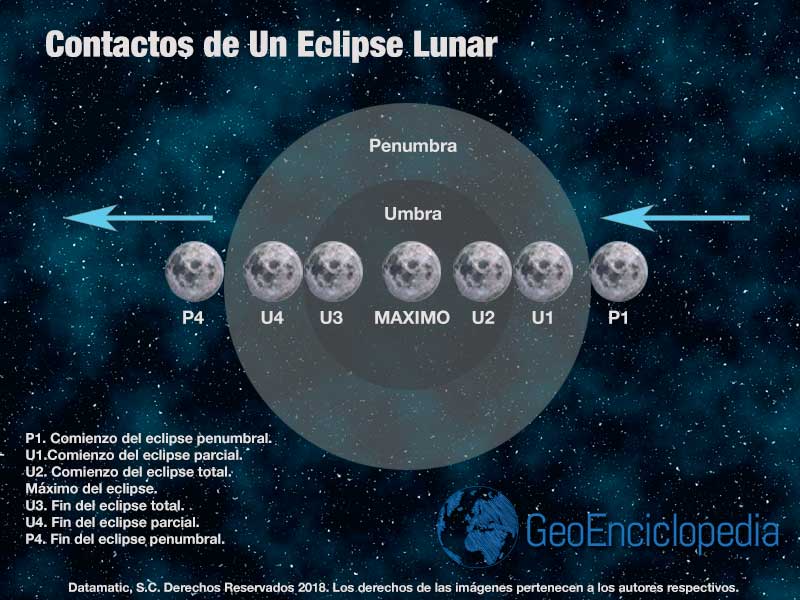 Contactos de Un Eclipse Lunar
Penumbra
Umbra
P4 U4 U3 MAXIMO U2 U1 P1
P1. Comienzo del eclipse penumbral.
U1.Comienzo del eclipse parcial.
U2. Comienzo del eclipse total.
Máximo del eclipse.
U3. Fin del eclipse total.
U4. Fin del eclipse parcial.
P4. Fin del eclipse penumbral.
GeoEnciclopedia
Datamatic, S.C. Derechos Reservados 2018. Los derechos de las imágenes pertenecen a los autores respectivos.